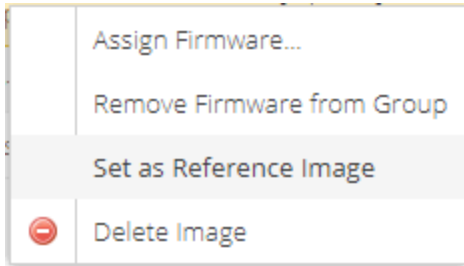 Assign Firmware...
Remove Firmware from Group
Set as Reference Image
Delete Image